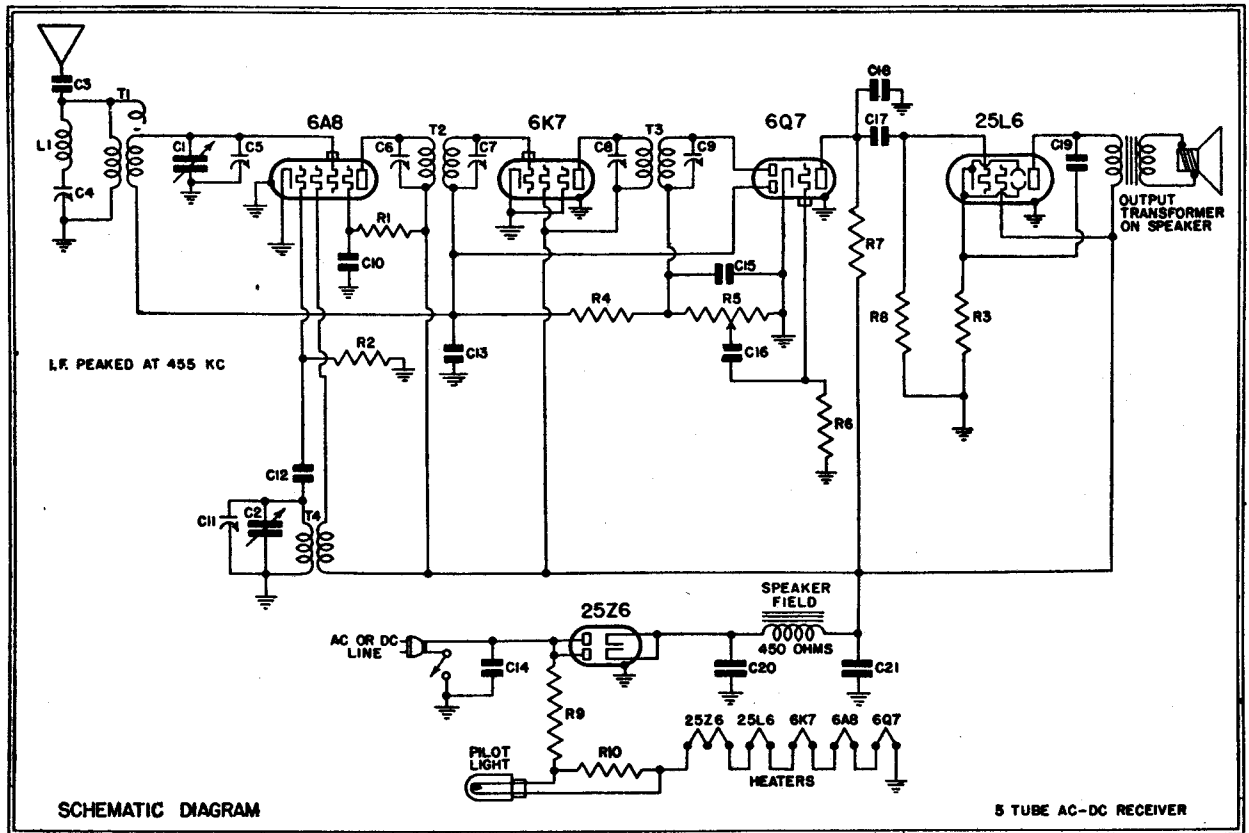 C3
T1
L1
C4
C1
C5
6A8
C6
T2
C7
6K7
C8
T3
C9
6Q7
C18
C17
25L6
C19
OUTPUT
TRANSFORMER
ON SPEAKER
R1
C10
R7
C15
R4
R5
R8
R3
I.F. PEAKED AT 455 KC
R2
C13
C16
R6
C12
C11
C2
T4
SPEAKER
FIELD
450 OHMS
25Z6
AC OR DC
LINE
C14
C20
C21
R9
25Z6 25L6 6K7 6A8 6Q7
HEATERS
R10
PILOT
LIGHT
SCHEMATIC DIAGRAM
5 TUBE AC-DC RECEIVER